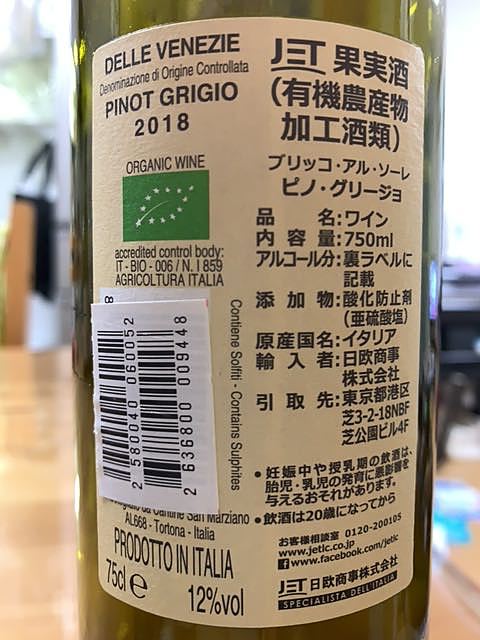 DELLE VENEZIE
Denominazione di Origine Controllata
PINOT GRIGIO
2018
ORGANIC WINE
accredited control body:
IT - BIO - 006 / N. I 859
AGRICOLTURA ITALIA
Contiene Solfiti - Contains Sulphites
8
2 580040 060052
2 636800 009448
da Cantine San Marziano
AL668 - Tortona - Italia
PRODOTTO IN ITALIA
75cl e
12%vol
JET 果実酒
(有機農産物
加工酒類)
ブリッコ・アル・ソーレ
ピノ・グリージョ
品名:ワイン
内容量:750ml
アルコール分:裏ラベルに
記載
添加物:酸化防止剤
(亜硫酸塩)
原産国名:イタリア
輸入者:日欧商事
株式会社
引取先:東京都港区
芝3-2-18NBF
芝公園ビル4F
•妊娠中や授乳期の飲酒は、
胎児・乳児の発育に悪影響を
与えるおそれがあります。
•飲酒は20歳になってから
お客様相談室 0120-200105
www.jetlc.co.jp
f www.facebook.com/jetlc
JET 日欧商事株式会社
SPECIALISTA DELL'ITALIA